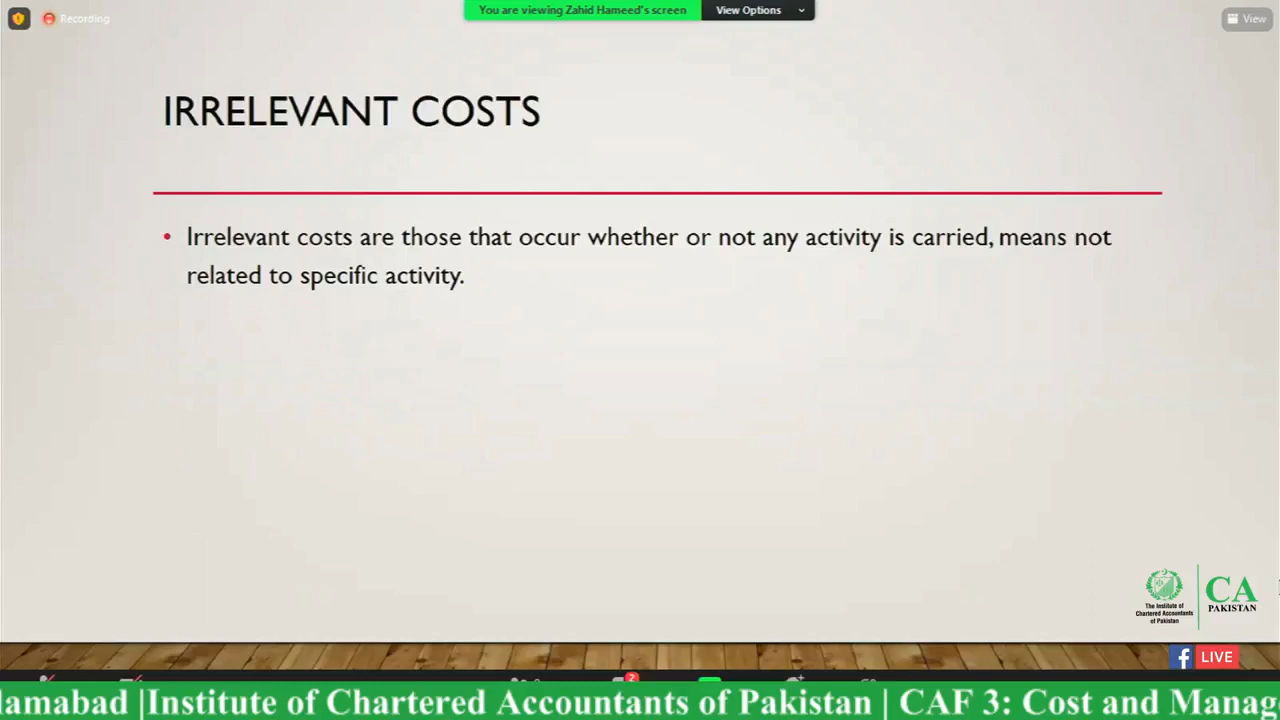 Recording
You are viewing Zahid Hameed's screen
View Options
View
IRRELEVANT COSTS
• Irrelevant costs are those that occur whether or not any activity is carried, means not
related to specific activity.
The Institute of
Chartered Accountants
of Pakistan
CA
PAKISTAN
LIVE
2
lamabad |Institute of Chartered Accountants of Pakistan | CAF 3: Cost and Manag